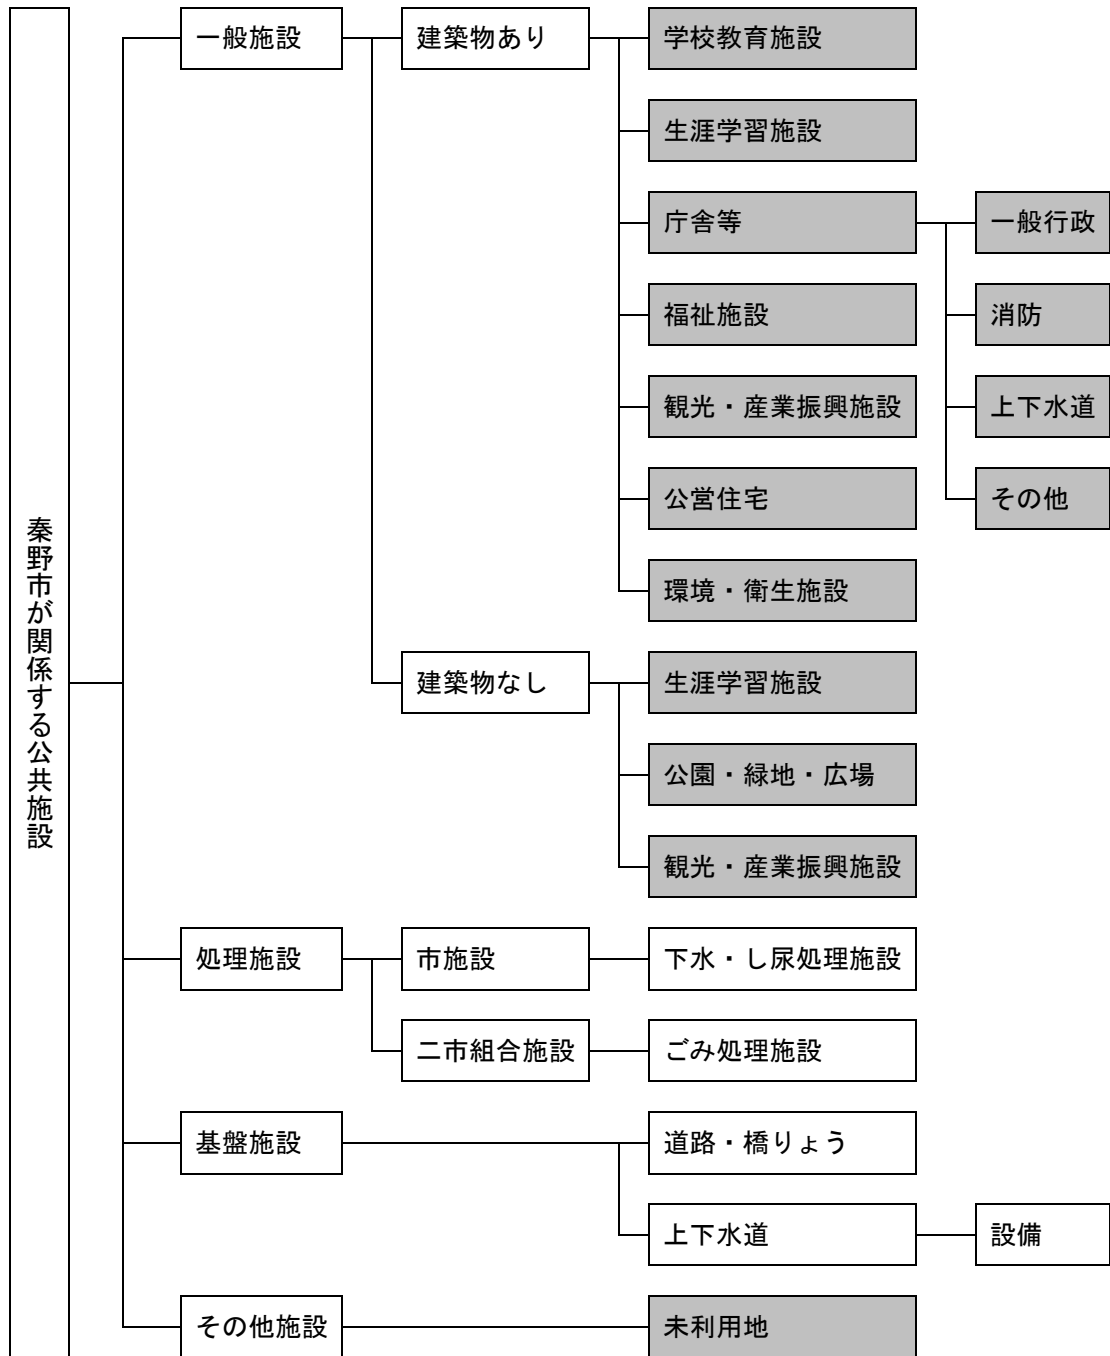 秦野市が関係する公共施設
一般施設
建築物あり
学校教育施設
生涯学習施設
庁舎等
一般行政
福祉施設
消防
観光・産業振興施設
上下水道
公営住宅
その他
環境・衛生施設
建築物なし
生涯学習施設
公園・緑地・広場
観光・産業振興施設
処理施設
市施設
下水・し尿処理施設
二市組合施設
ごみ処理施設
基盤施設
道路・橋りょう
上下水道
設備
その他施設
未利用地